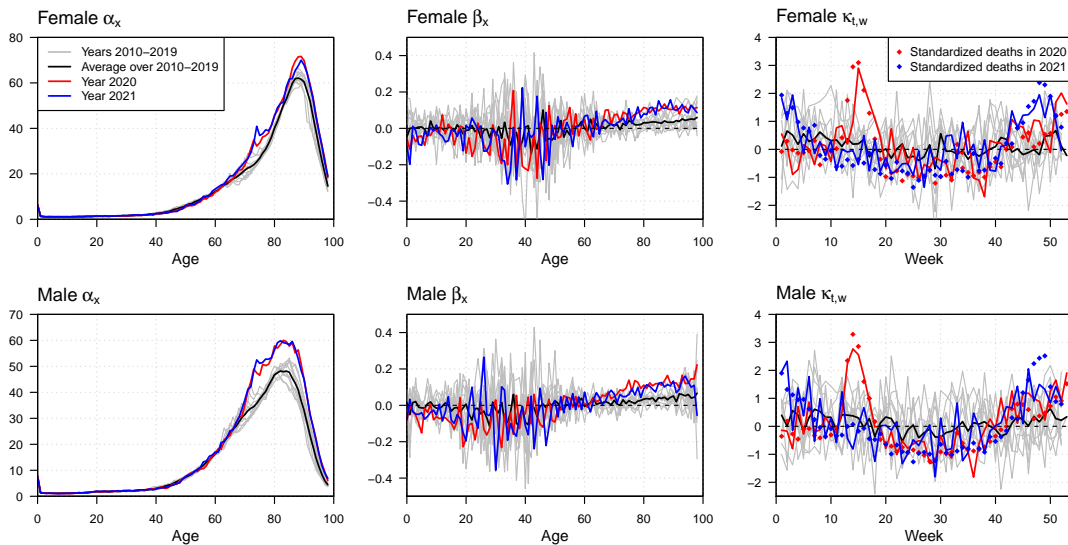 Female αx
Female βx
Female κt,w
80
60
40
20
0
Years 2010−2019
Average over 2010−2019
Year 2020
Year 2021
0 20 40 60 80 100
Age
0.4
0.2
0.0
−0.2
−0.4
0 20 40 60 80 100
Age
4
3
2
1
0
−1
−2
Standardized deaths in 2020
Standardized deaths in 2021
0 10 20 30 40 50
Week
Male αx
Male βx
Male κt,w
70
60
50
40
30
20
10
0
0 20 40 60 80 100
Age
0.4
0.2
0.0
−0.2
−0.4
0 20 40 60 80 100
Age
4
3
2
1
0
−1
−2
0 10 20 30 40 50
Week